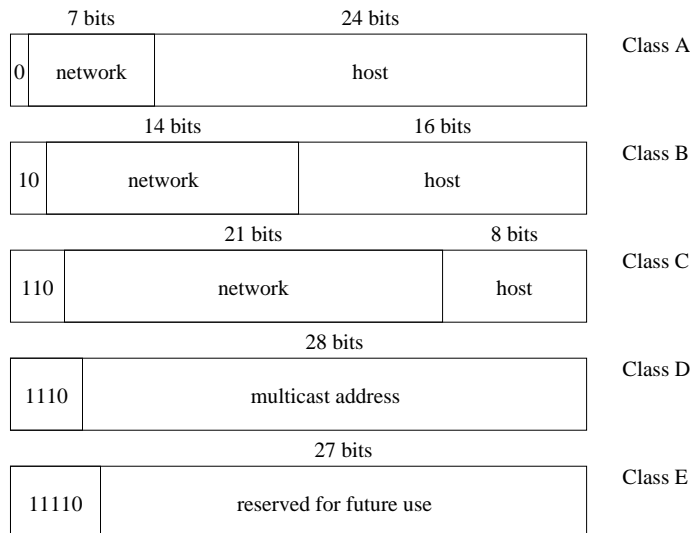 7 bits 24 bits
0 network host Class A
14 bits 16 bits
10 network host Class B
21 bits 8 bits
110 network host Class C
28 bits
1110 multicast address Class D
27 bits
11110 reserved for future use Class E